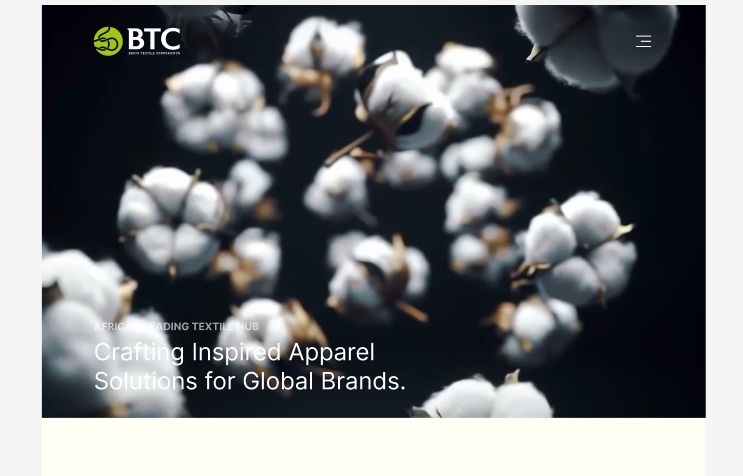 BTC
BENIN TEXTILE CORPORATION
AFRICA'S LEADING TEXTILE HUB
Crafting Inspired Apparel
Solutions for Global Brands.